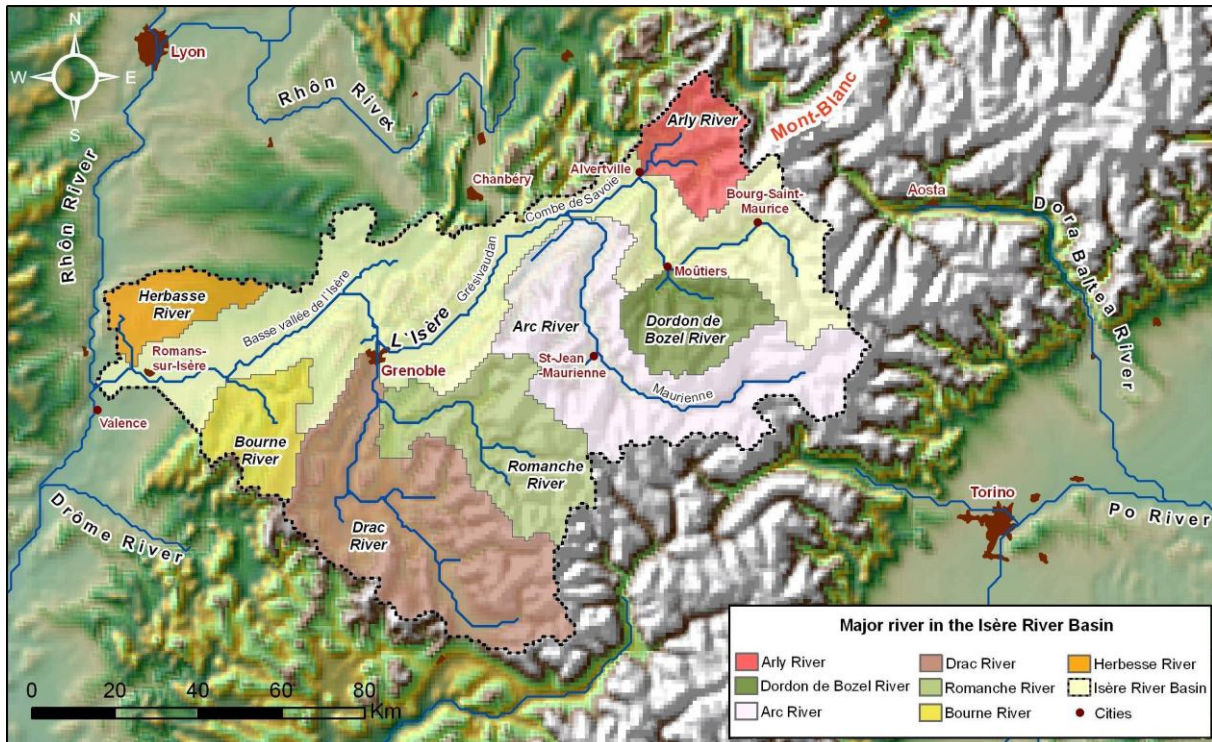 N
W E
S
Lyon
Rhôn River
Rhôn River
Mont-Blanc
Arly River
Alvertville
Chanbéry
Combe de Savoie
Bourg-Saint-
Maurice
Aosta
Dora Baltea River
Moûtiers
Grésivaudan
Herbasse
River
Basse vallée de l'Isère
L'Isère
Arc River
Dordon de
Bozel River
Romans-
sur-Isère
Grenoble
St-Jean
-Maurienne
Maurienne
Valence
Bourne
River
Romanche
River
Drôme River
Drac
River
Torino
Po River
Major river in the Isère River Basin
Arly River
Drac River
Herbesse River
Dordon de Bozel River
Romanche River
Isère River Basin
Arc River
Bourne River
Cities
0 20 40 60 80
Km